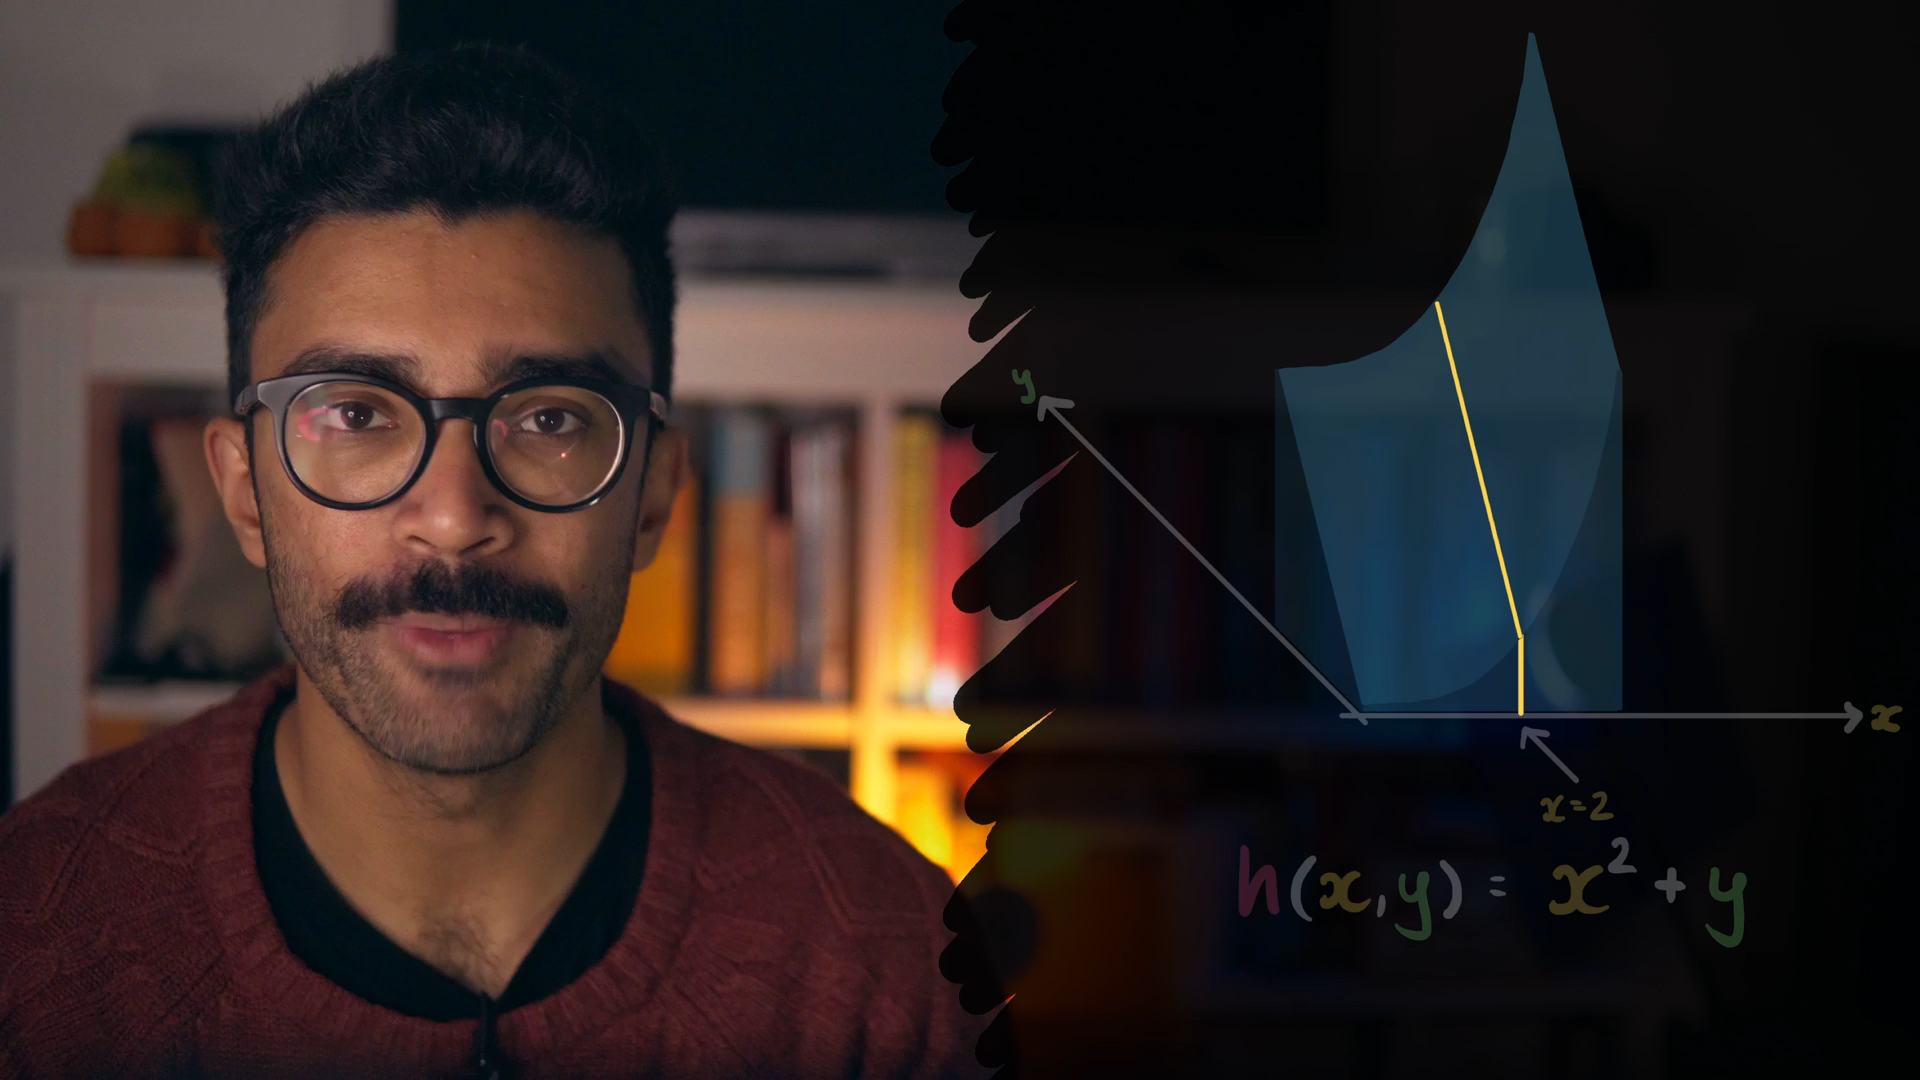 y
x
x=2
h(x,y) = x² + y